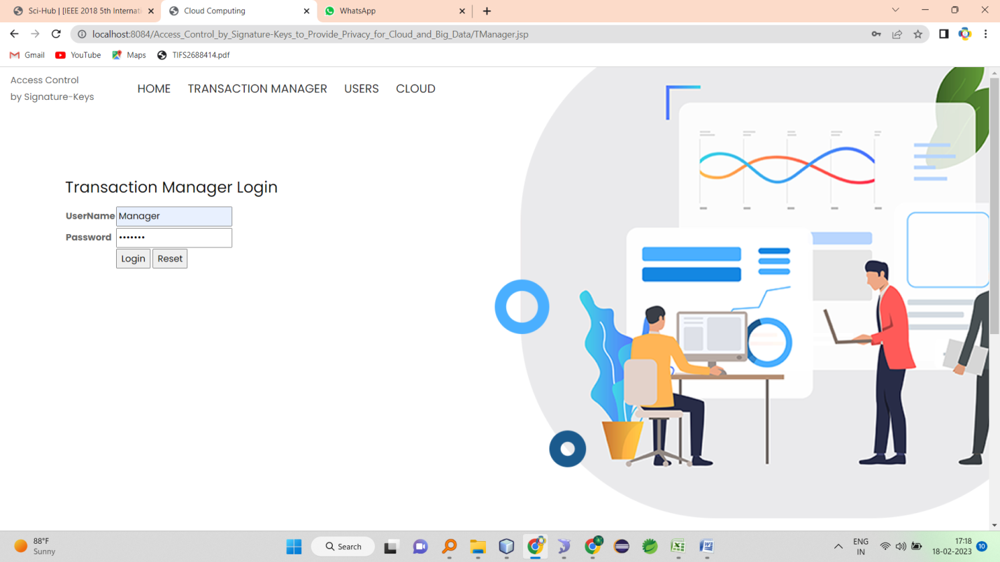 Sci-Hub | [IEEE 2018 5th Internati
Cloud Computing
WhatsApp
localhost:8084/Access_Control_by_Signature-Keys_to_Provide_Privacy_for_Cloud_and_Big_Data/TManager.jsp
Gmail YouTube Maps TIFS2688414.pdf
Access Control
by Signature-Keys
HOME TRANSACTION MANAGER USERS CLOUD
Transaction Manager Login
UserName Manager
Password •••••••
Login Reset
88°F
Sunny
Search
ENG
IN
17:18
18-02-2023
10